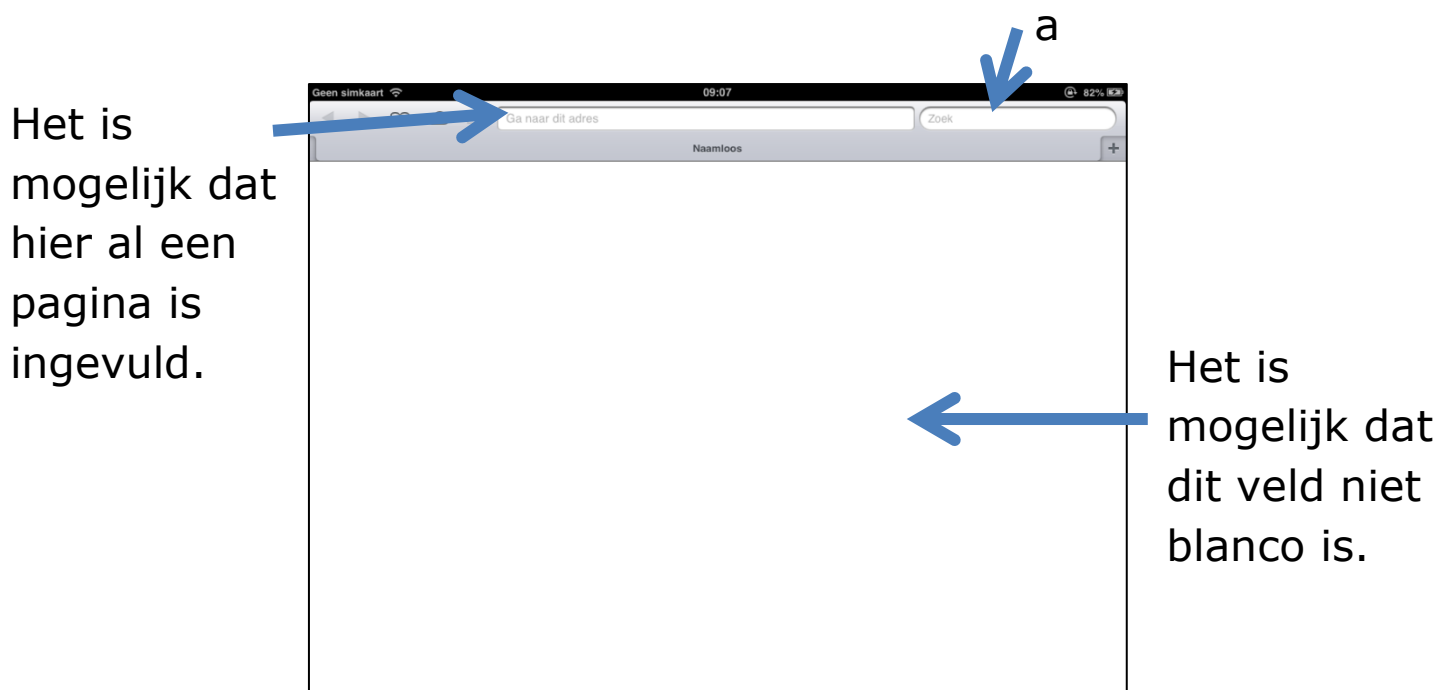 a
Geen simkaart 09:07 82%
Ga naar dit adres Zoek
Naamloos +
Het is
mogelijk dat
hier al een
pagina is
ingevuld.
Het is
mogelijk dat
dit veld niet
blanco is.